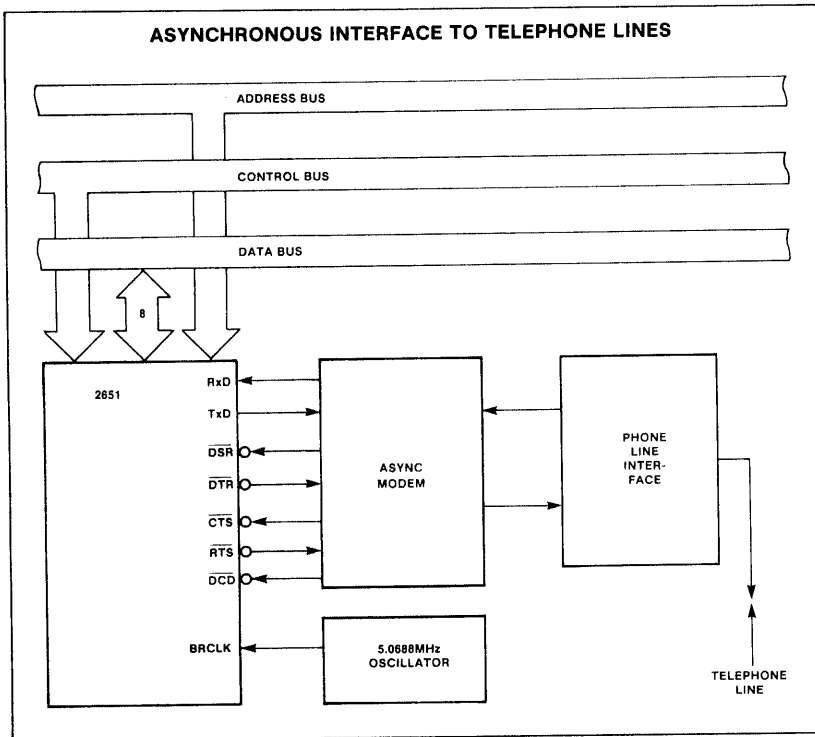 ASYNCHRONOUS INTERFACE TO TELEPHONE LINES
ADDRESS BUS
CONTROL BUS
DATA BUS
8
2651
RxD
TxD
DSR
DTR
CTS
RTS
DCD
BRCLK
ASYNC
MODEM
PHONE
LINE
INTER-
FACE
5.0688MHz
OSCILLATOR
TELEPHONE
LINE